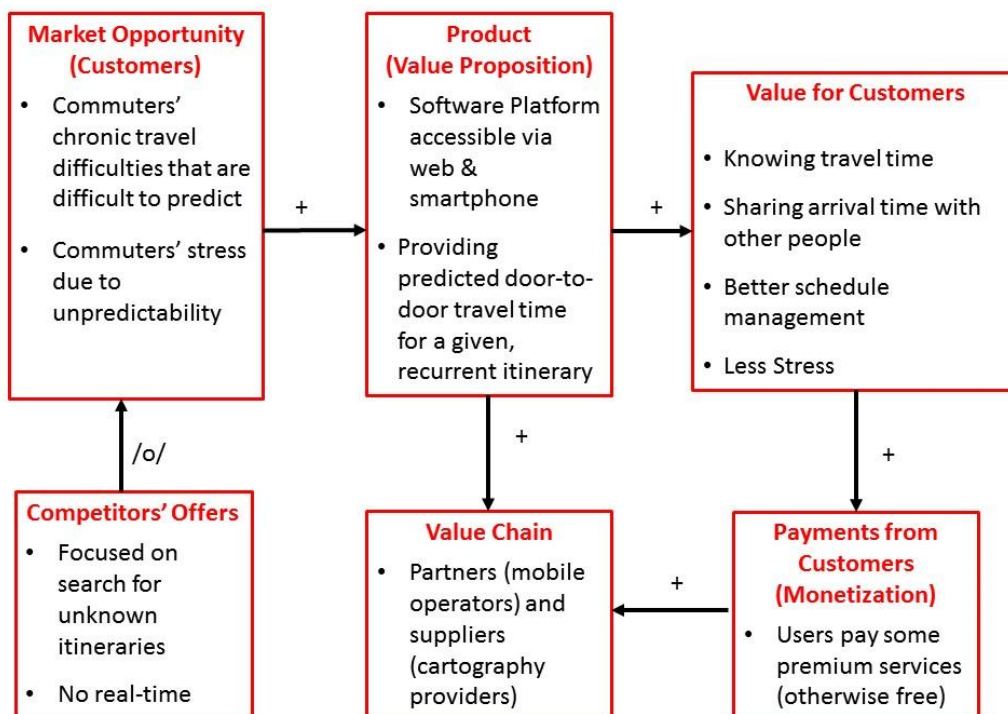 Market Opportunity
(Customers)
• Commuters’
chronic travel
difficulties that are
difficult to predict
• Commuters’ stress
due to
unpredictability
+
Product
(Value Proposition)
• Software Platform
accessible via
web &
smartphone
• Providing
predicted door-to-
door travel time
for a given,
recurrent itinerary
+
Value for Customers
• Knowing travel time
• Sharing arrival time with
other people
• Better schedule
management
• Less Stress
/o/
+
+
Competitors’ Offers
• Focused on
search for
unknown
itineraries
• No real-time
Value Chain
• Partners (mobile
operators) and
suppliers
(cartography
providers)
+
Payments from
Customers
(Monetization)
• Users pay some
premium services
(otherwise free)